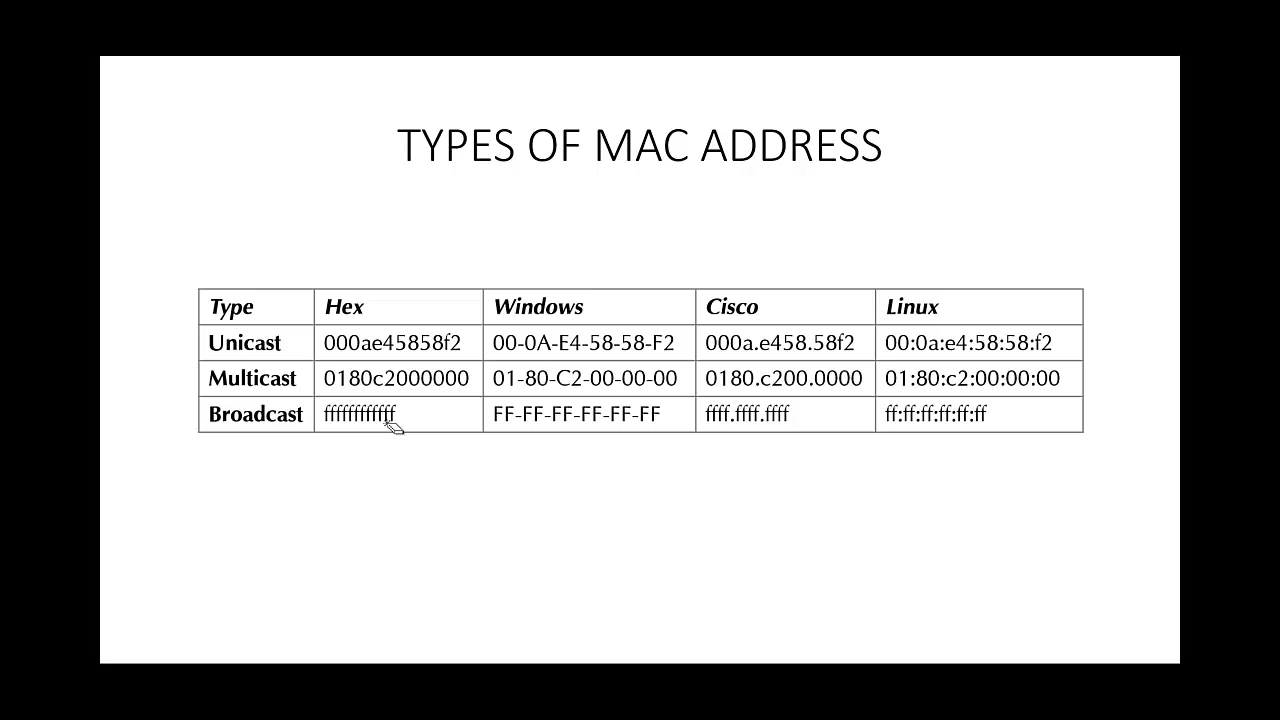 TYPES OF MAC ADDRESS
Type Hex Windows Cisco Linux
Unicast 000ae45858f2 00-0A-E4-58-58-F2 000a.e458.58f2 00:0a:e4:58:58:f2
Multicast 0180c2000000 01-80-C2-00-00-00 0180.c200.0000 01:80:c2:00:00:00
Broadcast ffffffffffff FF-FF-FF-FF-FF-FF ffff.ffff.ffff ff:ff:ff:ff:ff:ff